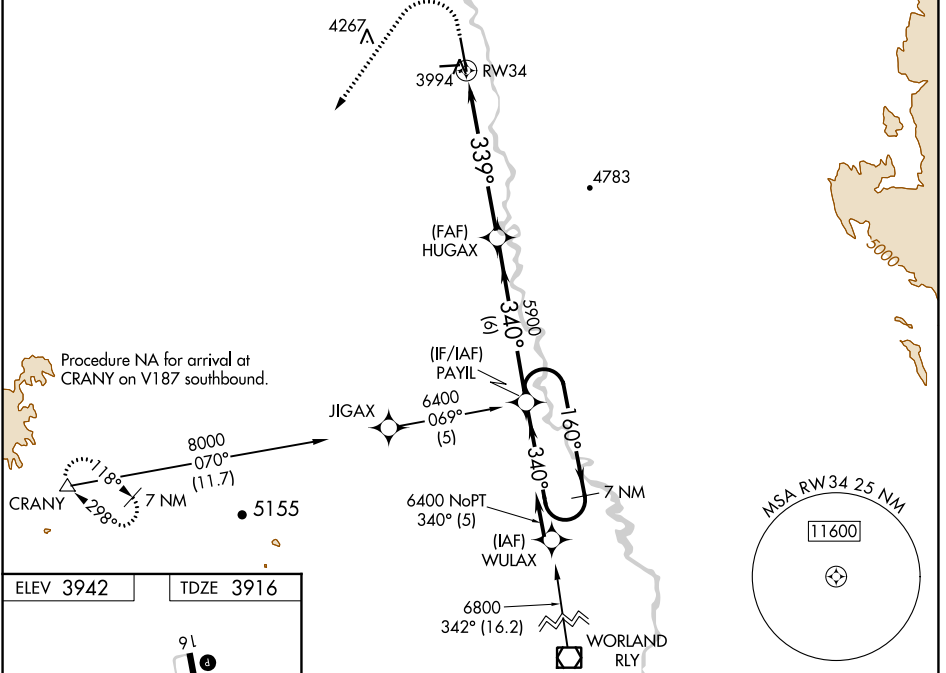 4267
3994
RW34
339°
4783
(FAF)
HUGAX
5000
340°
5900
(6)
Procedure NA for arrival at
CRANY on V187 southbound.
(IF/IAF)
PAYIL
JIGAX
6400
069°
(5)
160°
8000
070°
(11.7)
118°
298°
CRANY
7 NM
5155
340°
7 NM
6400 NoPT
340° (5)
(IAF)
WULAX
MSA RW34 25 NM
11600
ELEV 3942
TDZE 3916
6800
342° (16.2)
WORLAND
RLY
16
P